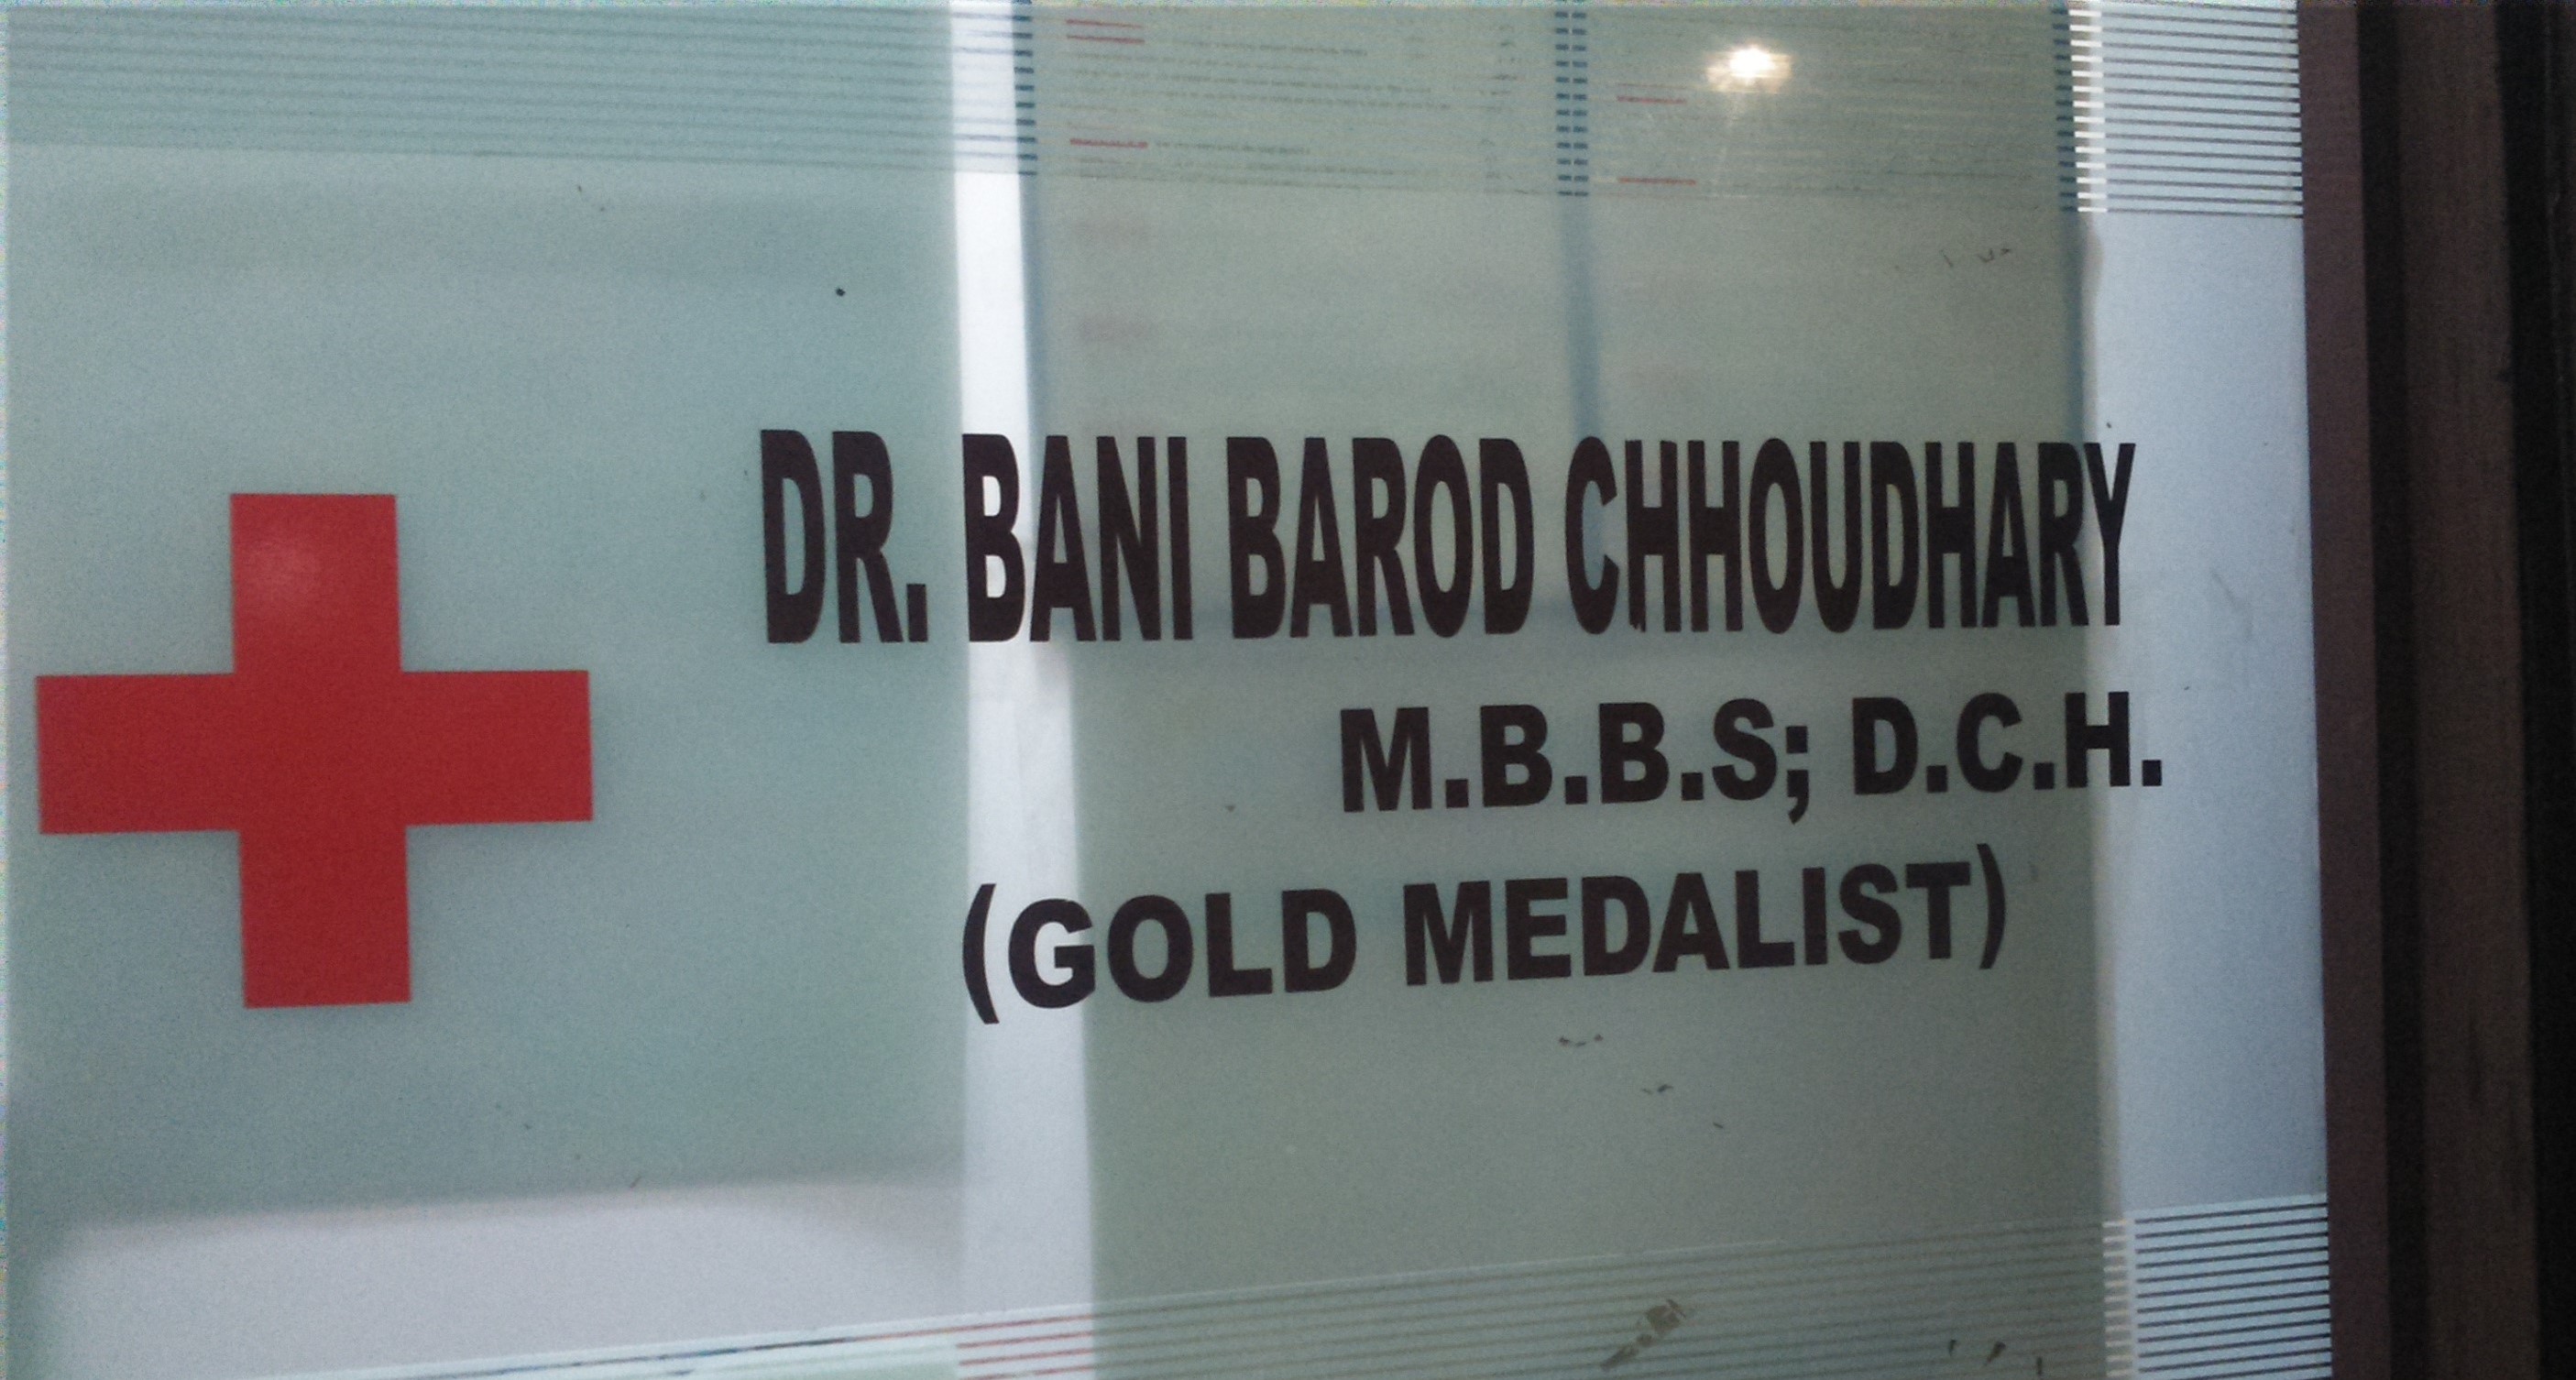 DR. BANI BAROD CHHOUDHARY
M.B.B.S; D.C.H.
(GOLD MEDALIST)